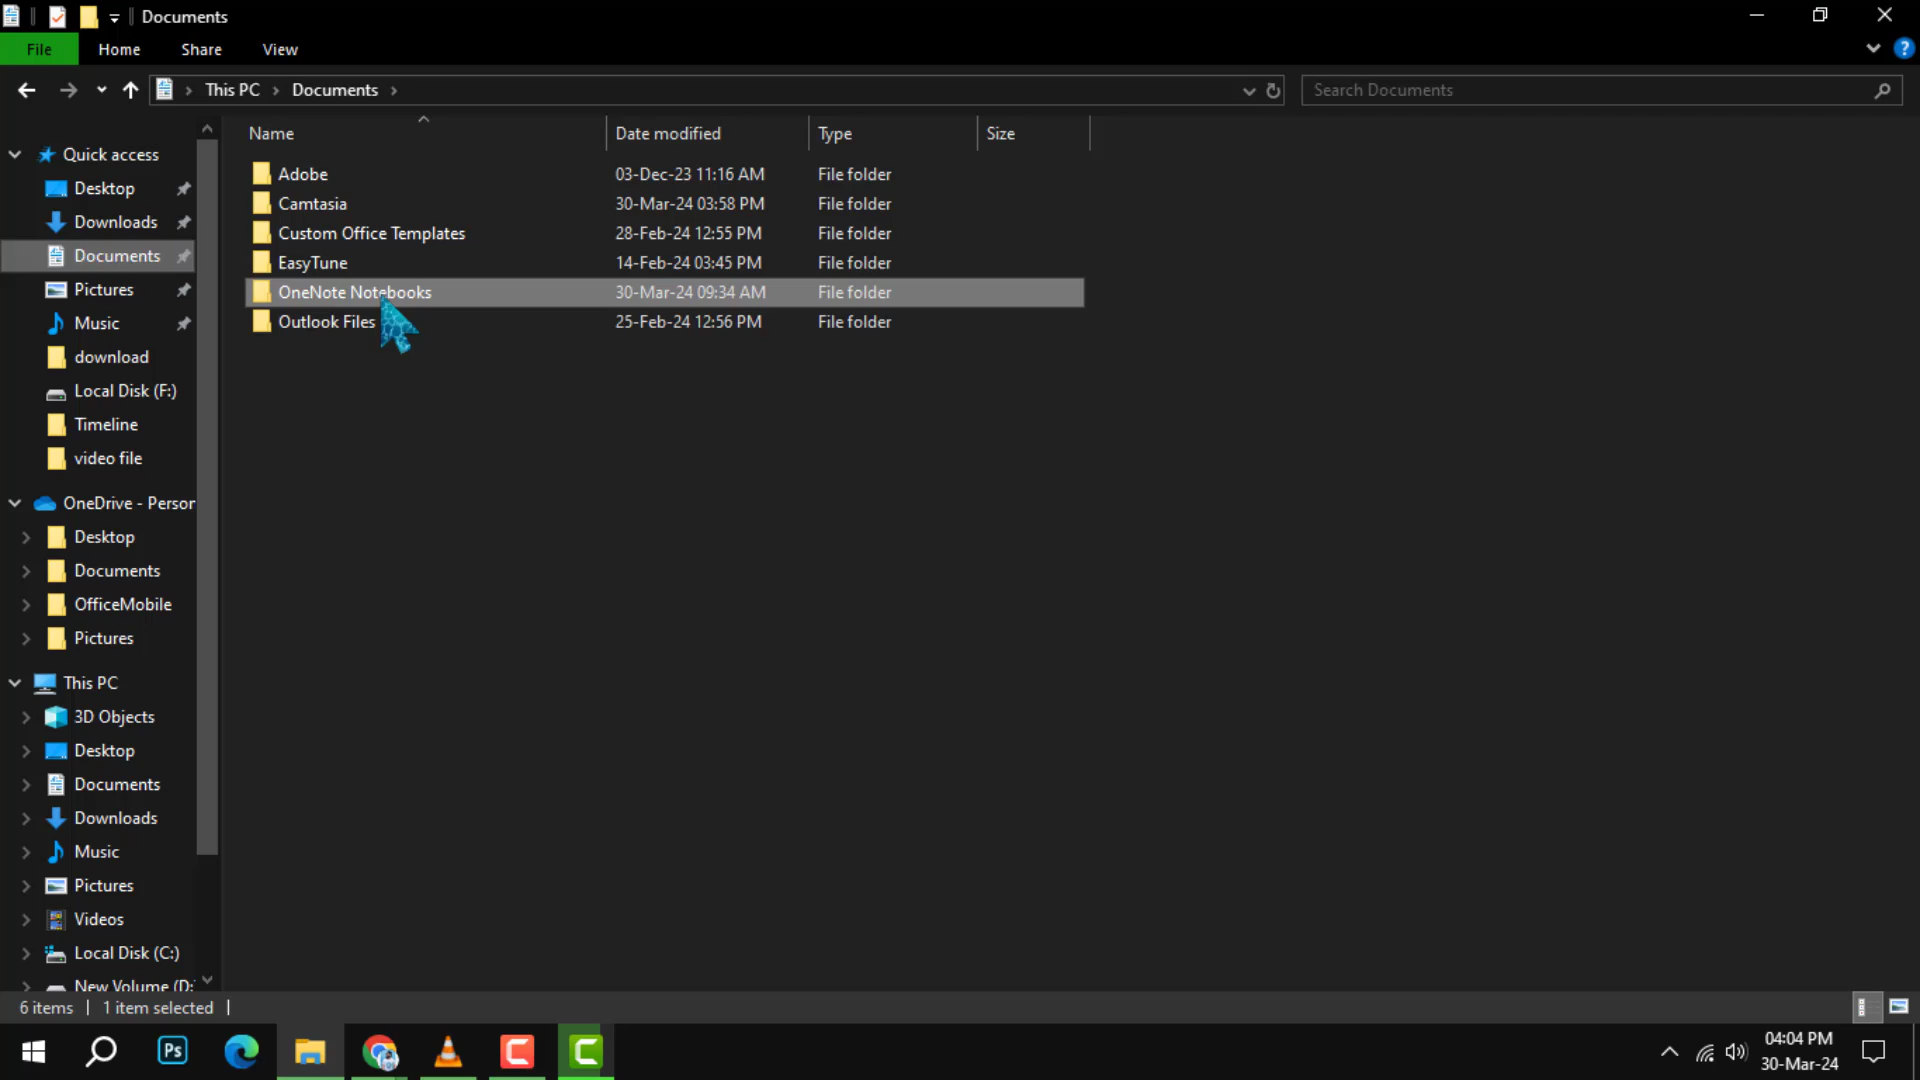 Documents
File Home Share View
This PC Documents Search Documents
Name Date modified Type Size
Quick access
Desktop
Downloads
Documents
Pictures
Music
download
Local Disk (F:)
Timeline
video file
OneDrive - Person
Desktop
Documents
OfficeMobile
Pictures
This PC
3D Objects
Desktop
Documents
Downloads
Music
Pictures
Videos
Local Disk (C:)
New Volume (D:
Adobe 03-Dec-23 11:16 AM File folder
Camtasia 30-Mar-24 03:58 PM File folder
Custom Office Templates 28-Feb-24 12:55 PM File folder
EasyTune 14-Feb-24 03:45 PM File folder
OneNote Notebooks 30-Mar-24 09:34 AM File folder
Outlook Files 25-Feb-24 12:56 PM File folder
6 items 1 item selected
Ps
04:04 PM
30-Mar-24